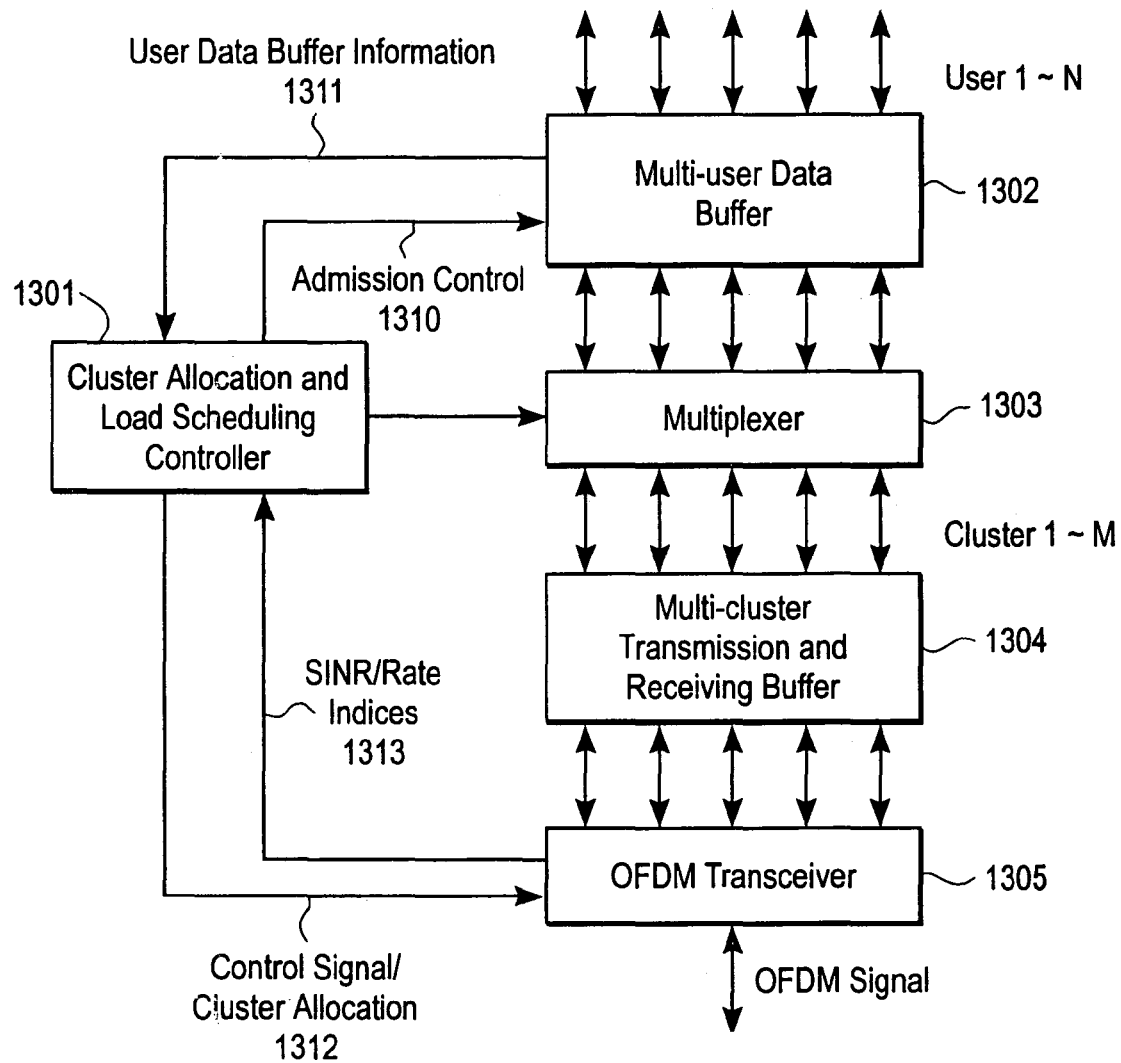 User Data Buffer Information
1311
User 1 ~ N
Multi-user Data
Buffer
1302
Admission Control
1310
1301
Cluster Allocation and
Load Scheduling
Controller
Multiplexer
1303
Cluster 1 ~ M
Multi-cluster
Transmission and
Receiving Buffer
1304
SINR/Rate
Indices
1313
OFDM Transceiver
1305
Control Signal/
Cluster Allocation
1312
OFDM Signal